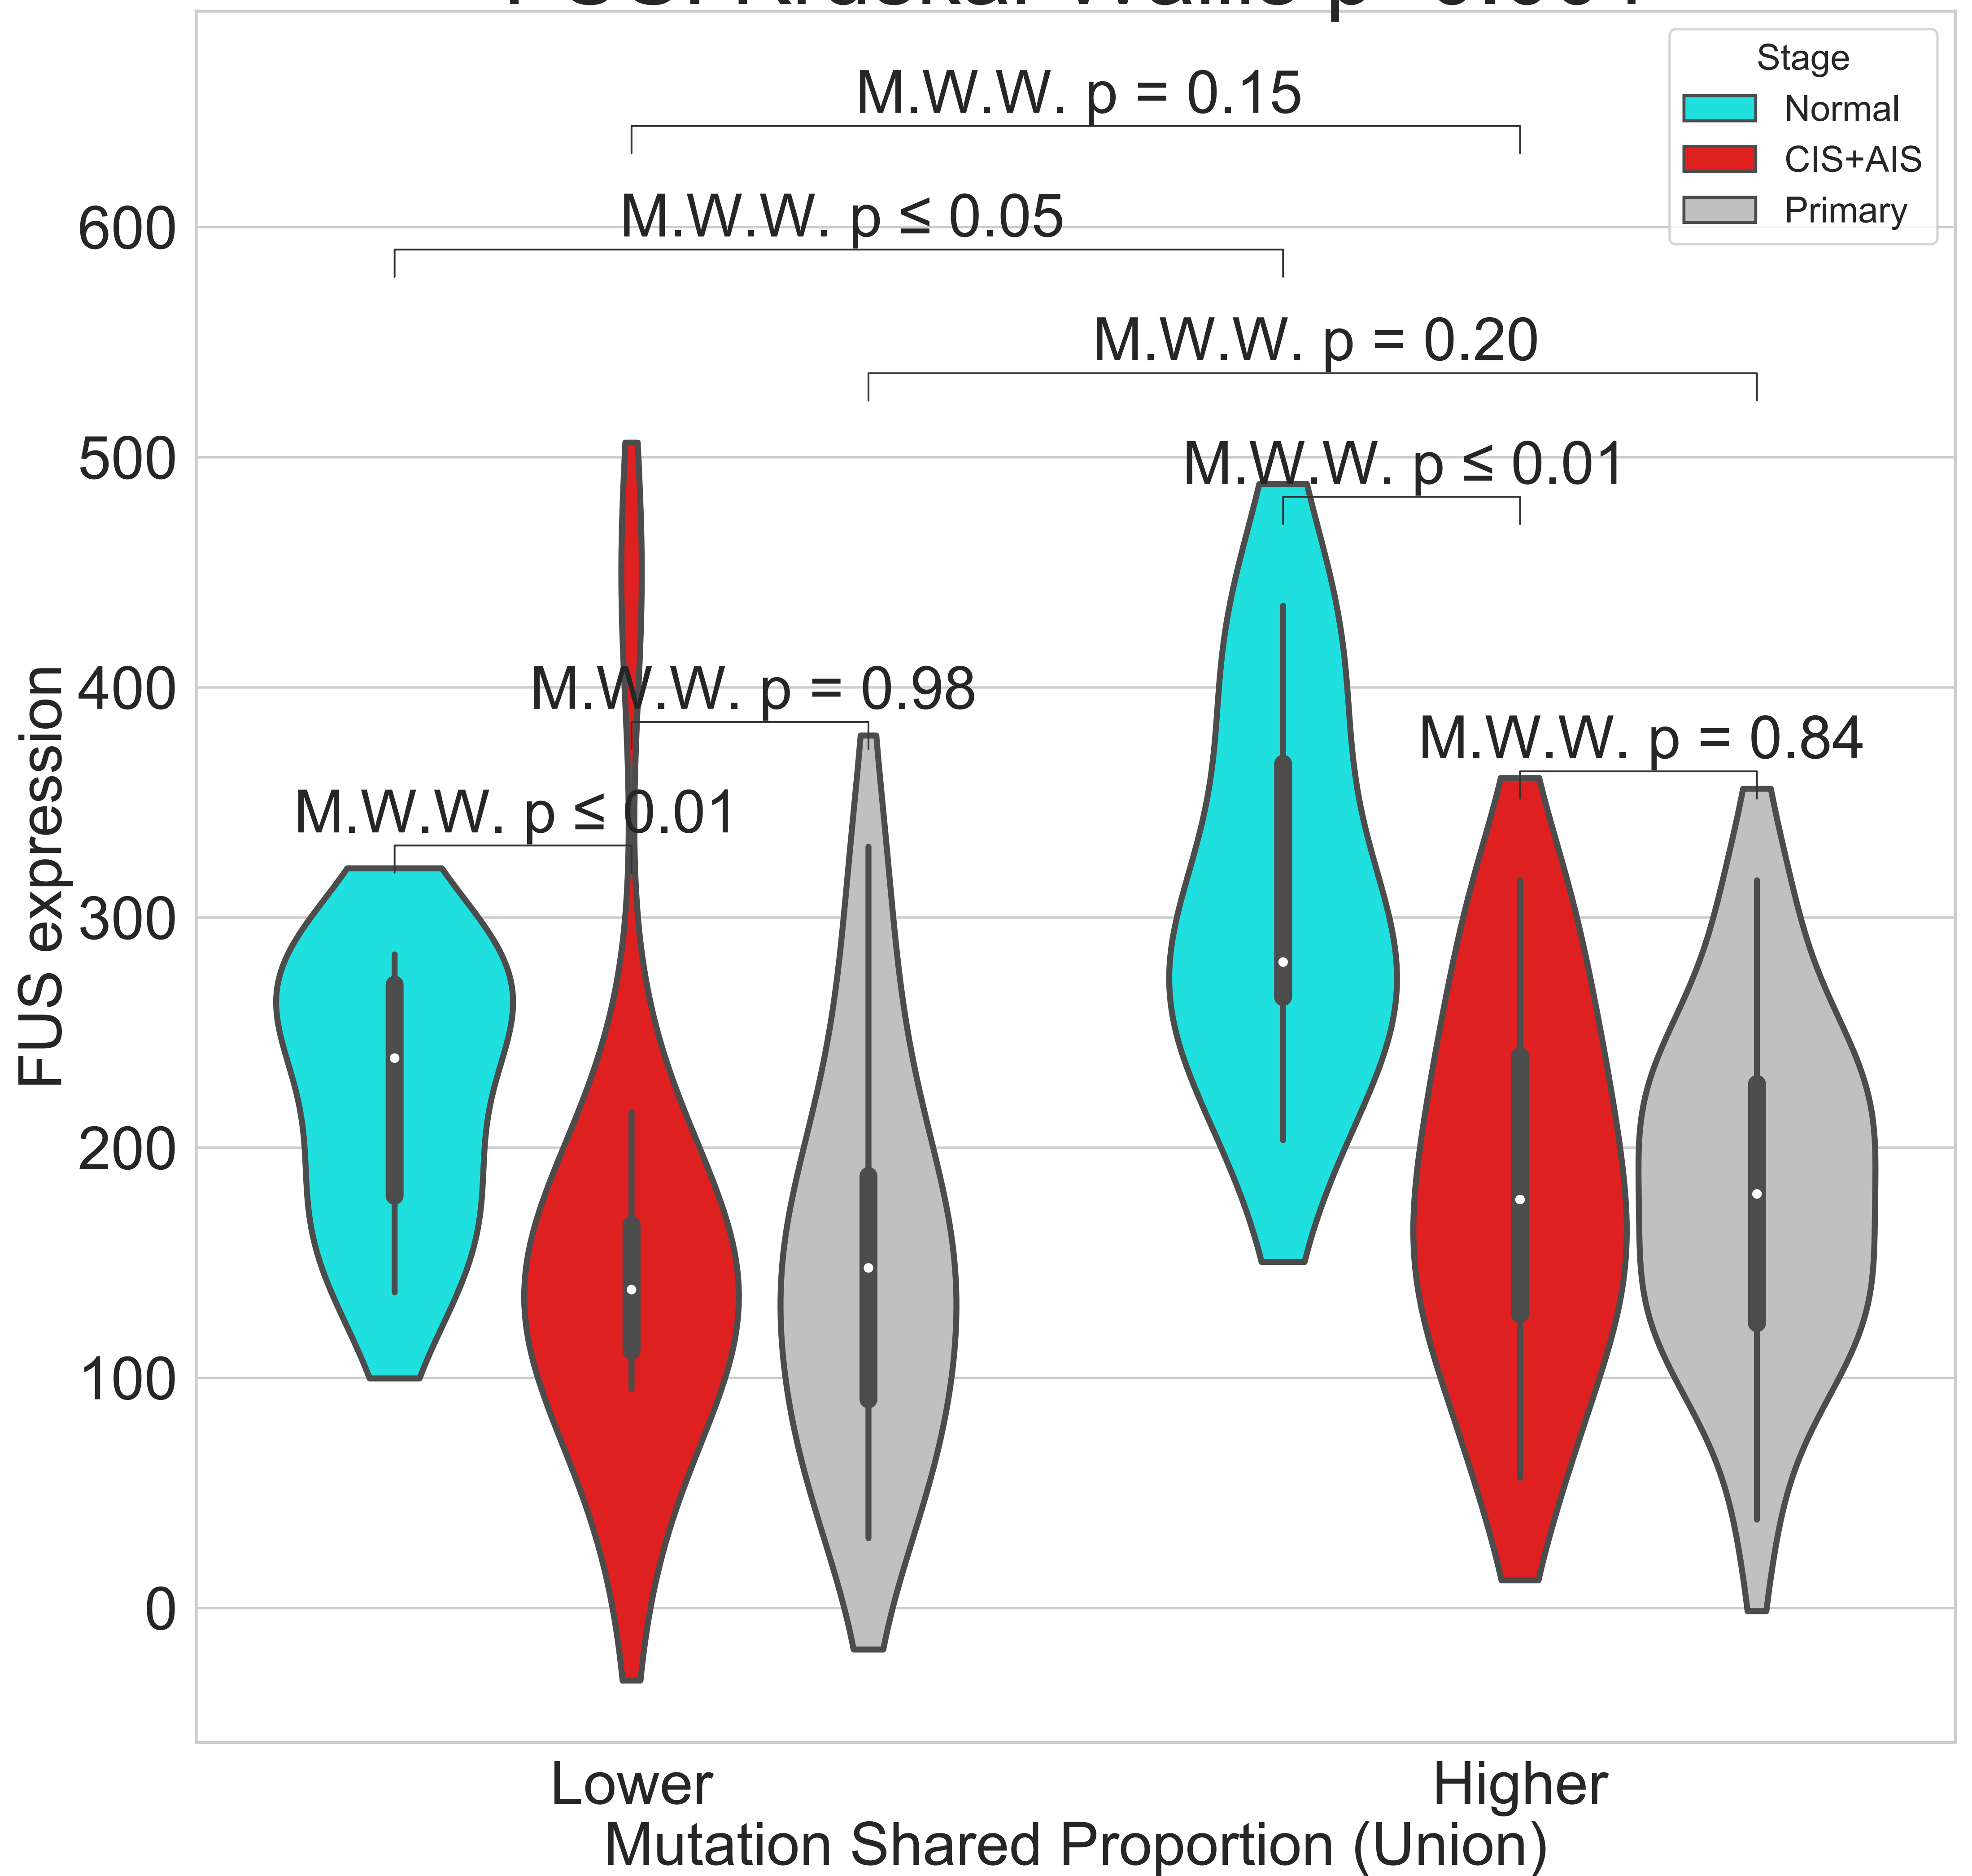 Stage
Normal
CIS+AIS
Primary
M.W.W. p = 0.15
M.W.W. p ≤ 0.05
M.W.W. p = 0.20
M.W.W. p ≤ 0.01
M.W.W. p = 0.98
M.W.W. p = 0.84
M.W.W. p ≤ 0.01
600
500
400
300
200
100
0
FUS expression
Lower
Higher
Mutation Shared Proportion (Union)